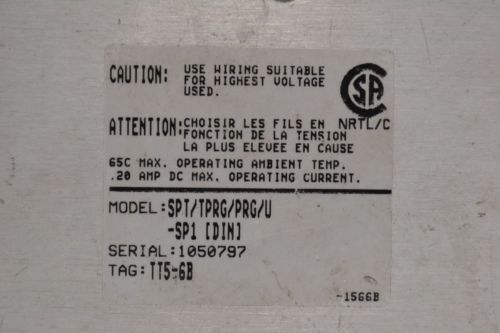 CAUTION: USE WIRING SUITABLE
FOR HIGHEST VOLTAGE
USED.
CSA
NRTL/C
ATTENTION: CHOISIR LES FILS EN
FONCTION DE LA TENSION
LA PLUS ELEVEE EN CAUSE
65C MAX. OPERATING AMBIENT TEMP.
.20 AMP DC MAX. OPERATING CURRENT.
MODEL: SPT/TPRG/PRG/U
-SP1 [DIN]
SERIAL: 1050797
TAG: TT5-6B
-1566B